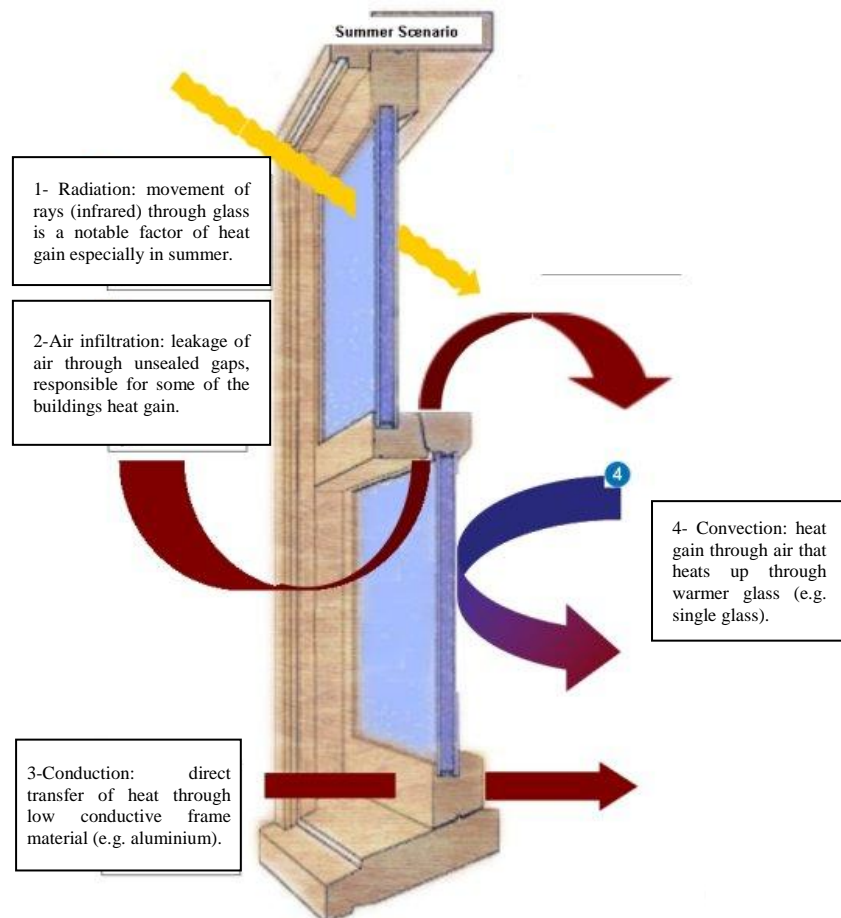 Summer Scenario
1- Radiation: movement of
rays (infrared) through glass
is a notable factor of heat
gain especially in summer.
2-Air infiltration: leakage of
air through unsealed gaps,
responsible for some of the
buildings heat gain.
4
4- Convection: heat
gain through air that
heats up through
warmer glass (e.g.
single glass).
3-Conduction: direct
transfer of heat through
low conductive frame
material (e.g. aluminium).